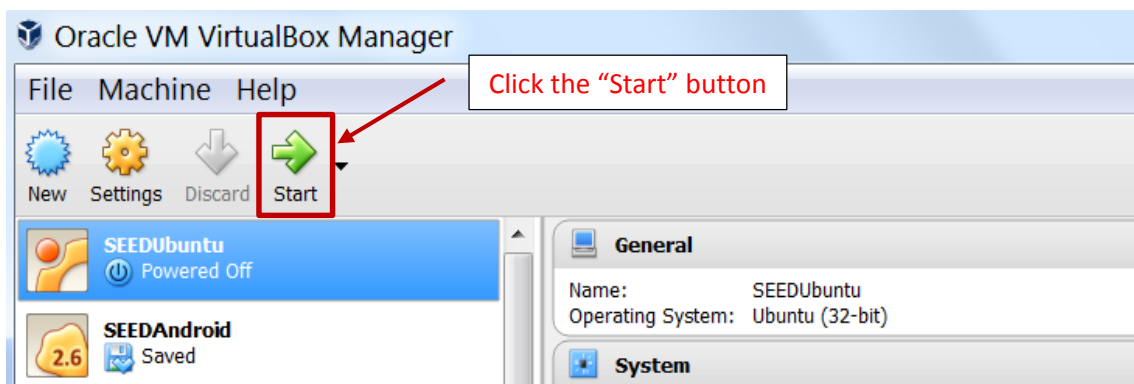 Oracle VM VirtualBox Manager
File Machine Help
Click the “Start” button
New Settings Discard Start
SEEDUbuntu
Powered Off
SEEDAndroid
2.6
Saved
General
Name: SEEDUbuntu
Operating System: Ubuntu (32-bit)
System